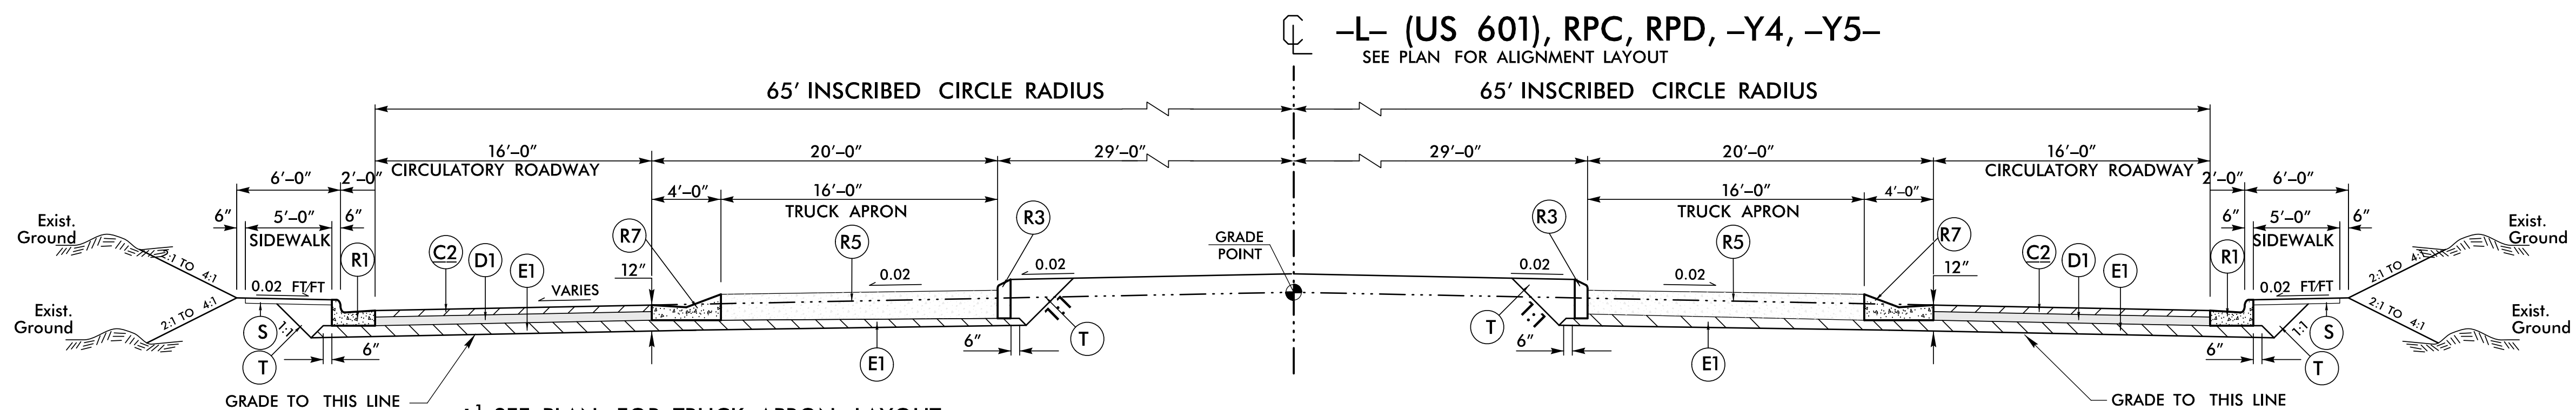 ℄ –L– (US 601), RPC, RPD, –Y4, –Y5–
SEE PLAN FOR ALIGNMENT LAYOUT
65' INSCRIBED CIRCLE RADIUS 65' INSCRIBED CIRCLE RADIUS
16'–0" 20'–0" 29'–0" 29'–0" 20'–0" 16'–0"
CIRCULATORY ROADWAY CIRCULATORY ROADWAY
6'–0" 2'–0" 4'–0" 16'–0" 16'–0" 4'–0" 2'–0" 6'–0"
TRUCK APRON TRUCK APRON
6" 5'–0" 6" 6" 5'–0" 6"
SIDEWALK SIDEWALK
Exist. Ground Exist. Ground
R1 C2 D1 E1 R7 R5 R3 R3 R5 R7 C2 D1 E1 R1
GRADE POINT
2:1 TO 4:1 2:1 TO 4:1
12" 12"
0.02 FT/FT VARIES 0.02 0.02 0.02 0.02 0.02 FT/FT
Exist. Ground Exist. Ground
2:1 TO 4:1 2:1 TO 4:1
S 1:1 1:1 1:1 1:1 S
T 6" E1 6" T T 6" E1 6" T
GRADE TO THIS LINE GRADE TO THIS LINE
SEE PLAN FOR TRUCK APRON LAYOUT